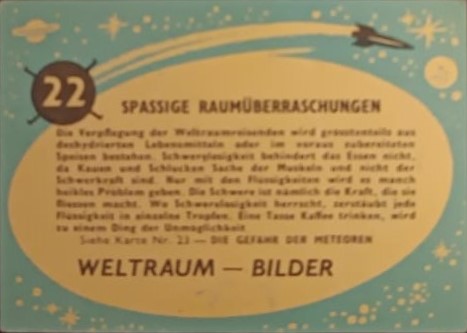 22
SPASSIGE RAUMÜBERRASCHUNGEN
Die Verpflegung der Weltraumreisenden wird grösstenteils aus
deshydrierten Lebensmitteln oder im voraus zubereiteten
Speisen bestehen. Schwerelosigkeit behindert das Essen nicht,
da Kauen und Schlucken Sache der Muskeln und nicht der
Schwerkraft sind. Nur mit den Flüssigkeiten wird es manch
heikles Problem geben. Die Schwere ist nämlich die Kraft, die sie
fliessen macht. Wo Schwerelosigkeit herrscht, zerstäubt jede
Flüssigkeit in einzelne Tropfen. Eine Tasse Kaffee trinken, wird
zu einem Ding der Unmöglichkeit
Siehe Karte Nr. 23 — DIE GEFAHR DER METEOREN
WELTRAUM — BILDER